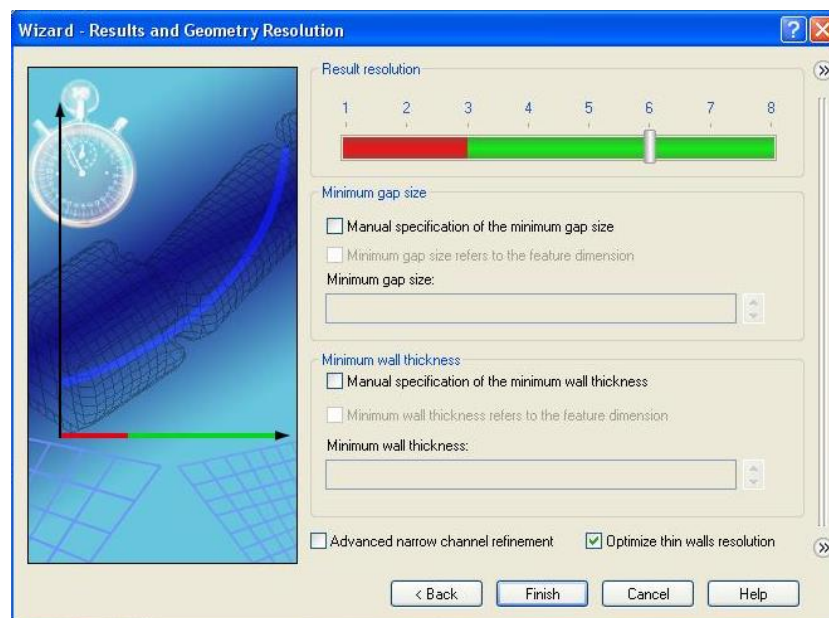 Wizard - Results and Geometry Resolution
Result resolution
1 2 3 4 5 6 7 8
Minimum gap size
Manual specification of the minimum gap size
Minimum gap size refers to the feature dimension
Minimum gap size:
Minimum wall thickness
Manual specification of the minimum wall thickness
Minimum wall thickness refers to the feature dimension
Minimum wall thickness:
Advanced narrow channel refinement Optimize thin walls resolution
< Back Finish Cancel Help